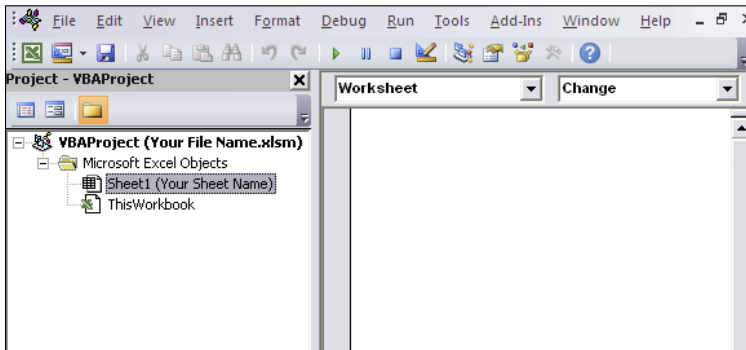 File Edit View Insert Format Debug Run Tools Add-Ins Window Help
Project - VBAProject
Worksheet Change
VBAProject (Your File Name.xlsm)
Microsoft Excel Objects
Sheet1 (Your Sheet Name)
ThisWorkbook